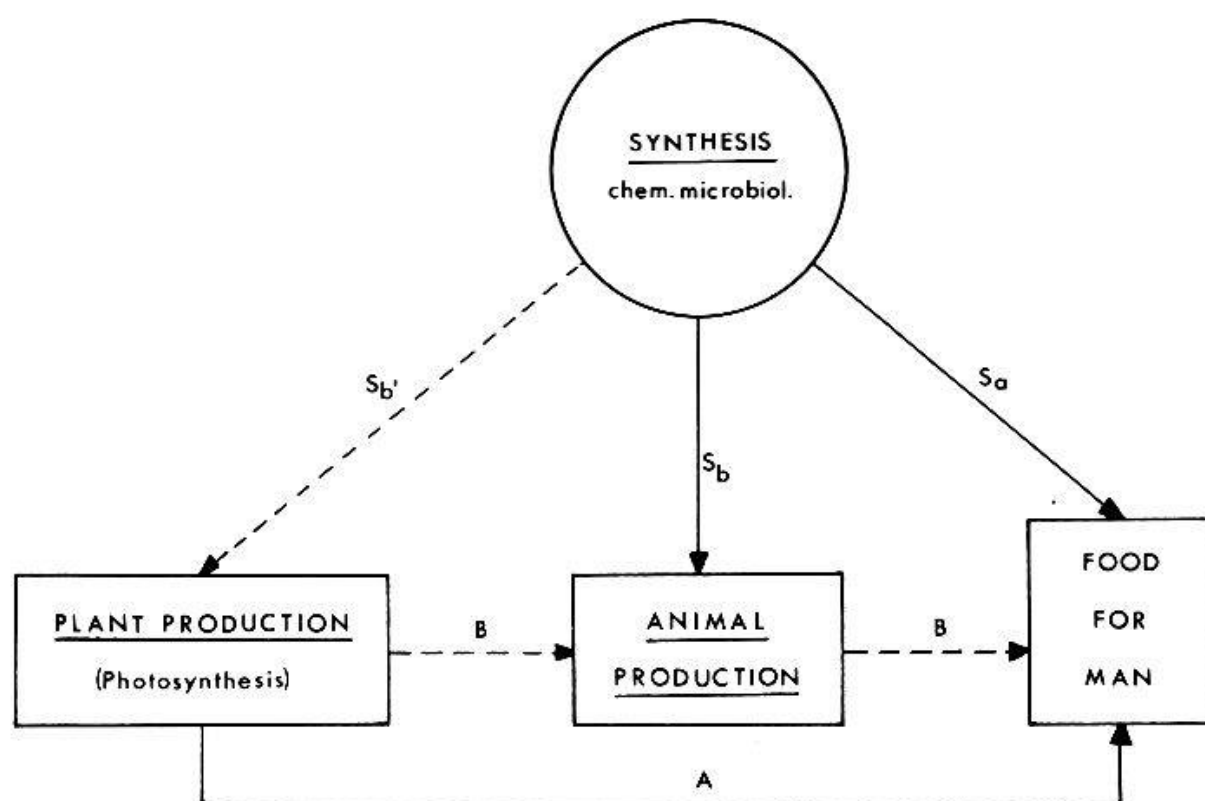 SYNTHESIS
chem. microbiol.
Sb'
Sb
Sa
PLANT PRODUCTION
(Photosynthesis)
B
ANIMAL
PRODUCTION
B
FOOD
FOR
MAN
A